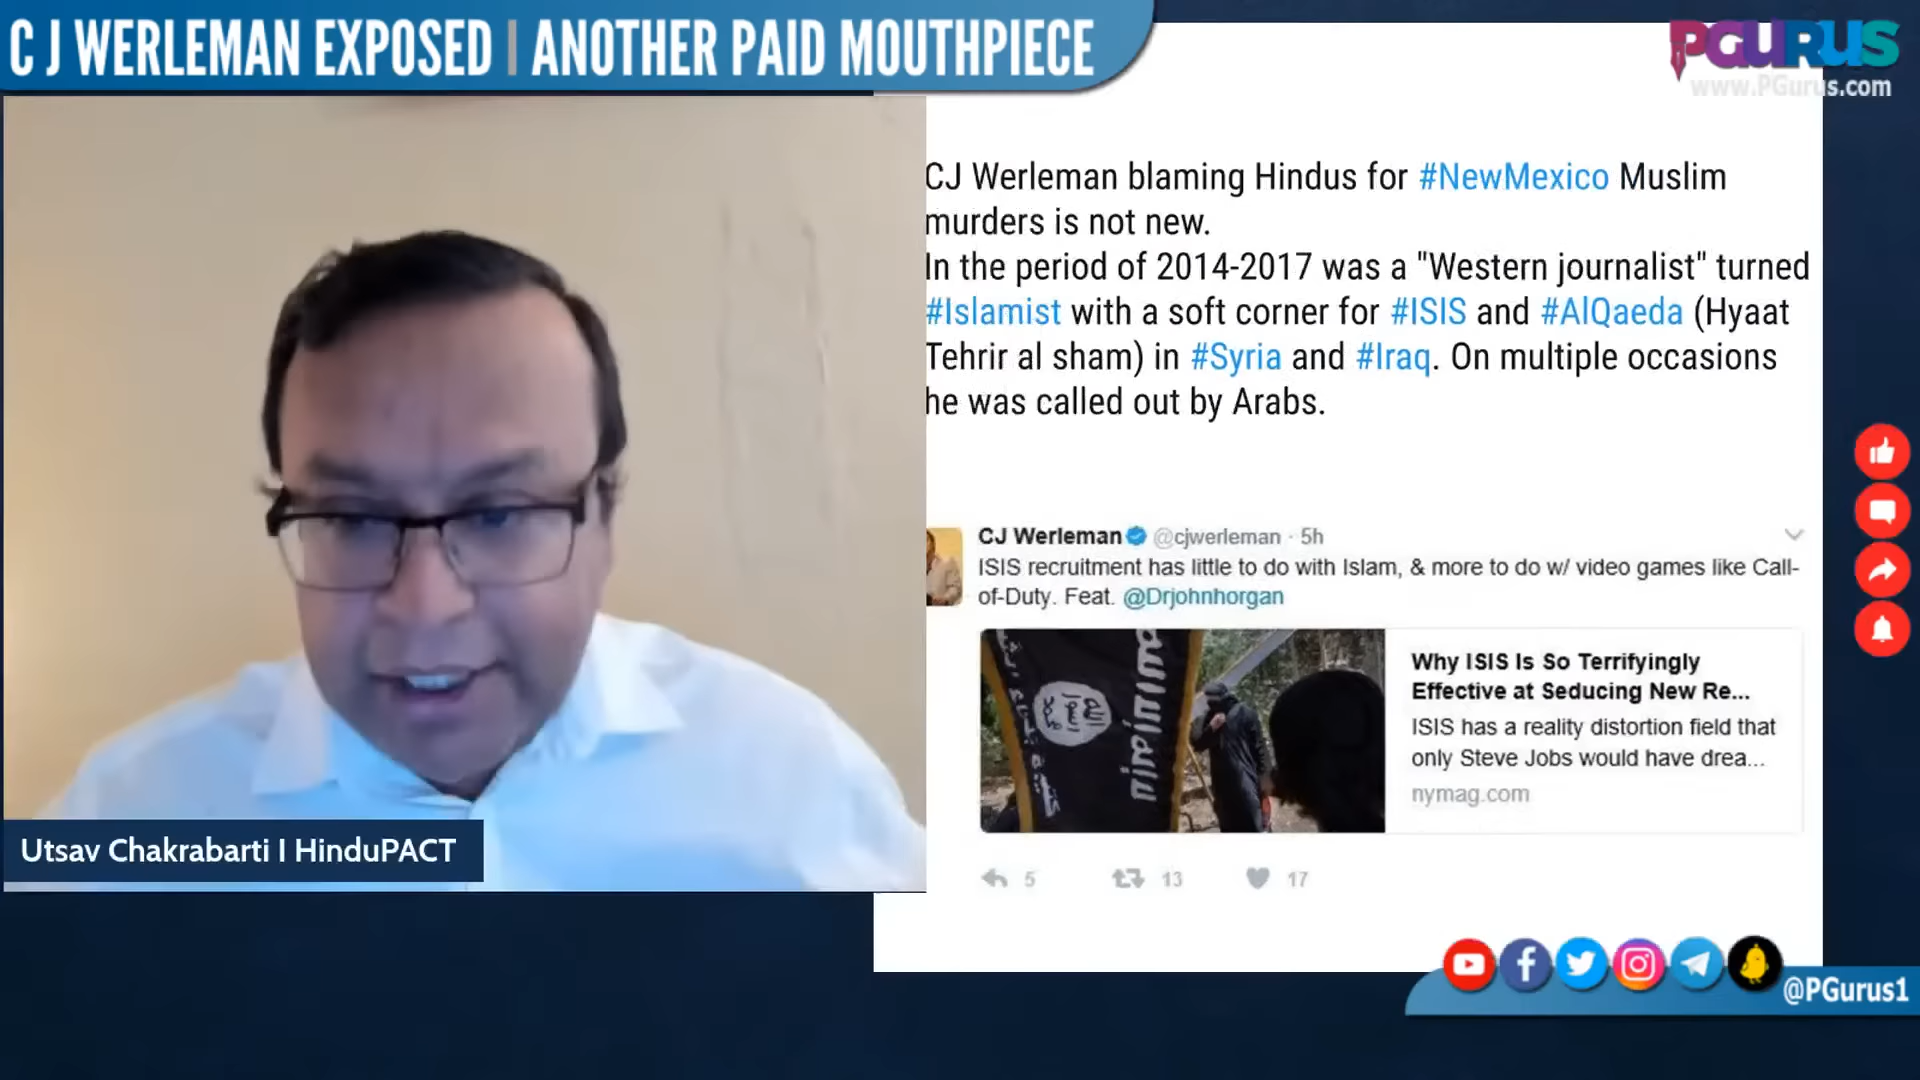 C J WERLEMAN EXPOSED | ANOTHER PAID MOUTHPIECE
PGURUS
www.PGurus.com
CJ Werleman blaming Hindus for #NewMexico Muslim
murders is not new.
In the period of 2014-2017 was a "Western journalist" turned
#Islamist with a soft corner for #ISIS and #AlQaeda (Hyaat
Tehrir al sham) in #Syria and #Iraq. On multiple occasions
he was called out by Arabs.
CJ Werleman @cjwerleman · 5h
ISIS recruitment has little to do with Islam, & more to do w/ video games like Call-
of-Duty. Feat. @Drjohnhorgan
Why ISIS Is So Terrifyingly
Effective at Seducing New Re...
ISIS has a reality distortion field that
only Steve Jobs would have drea...
nymag.com
الله
رسول
محمد
5 13 17
Utsav Chakrabarti I HinduPACT
@PGurus1